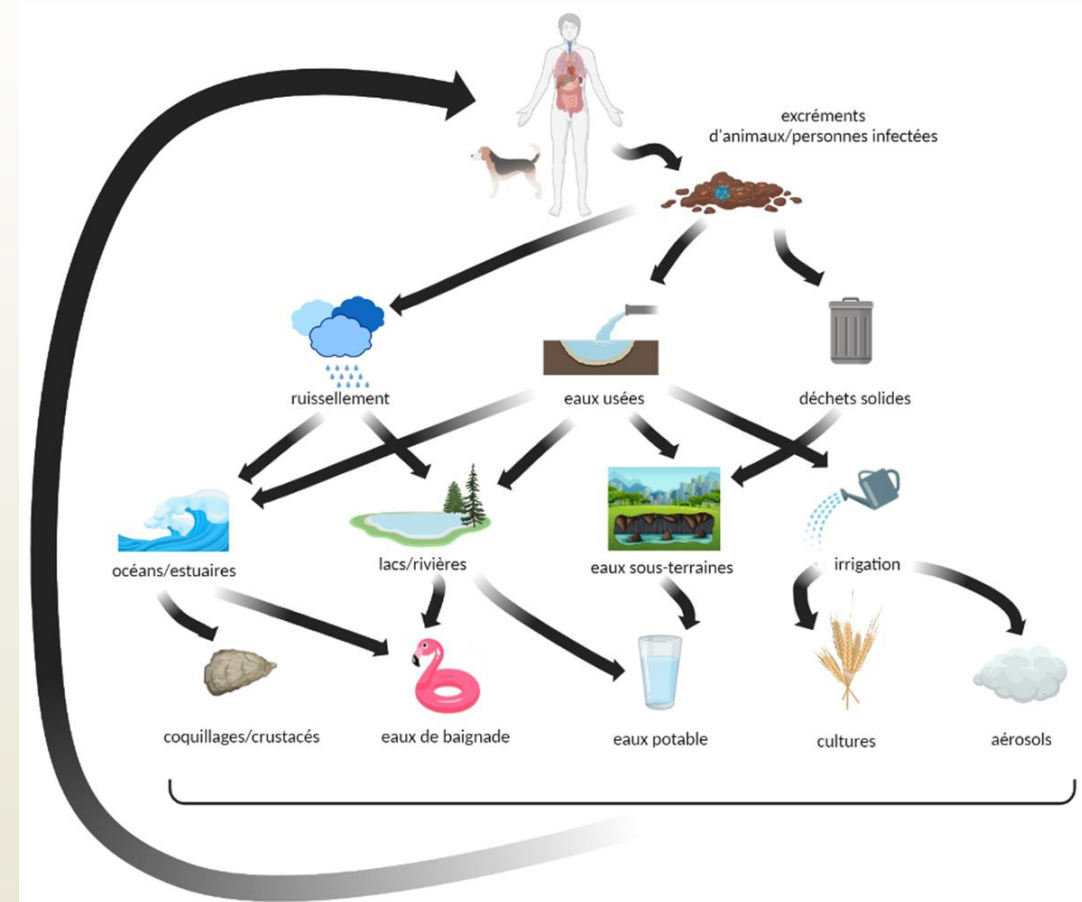 excréments
d'animaux/personnes infectées
ruissellement
eaux usées
déchets solides
océans/estuaires
lacs/rivières
eaux sous-terraines
irrigation
coquillages/crustacés
eaux de baignade
eaux potable
cultures
aérosols